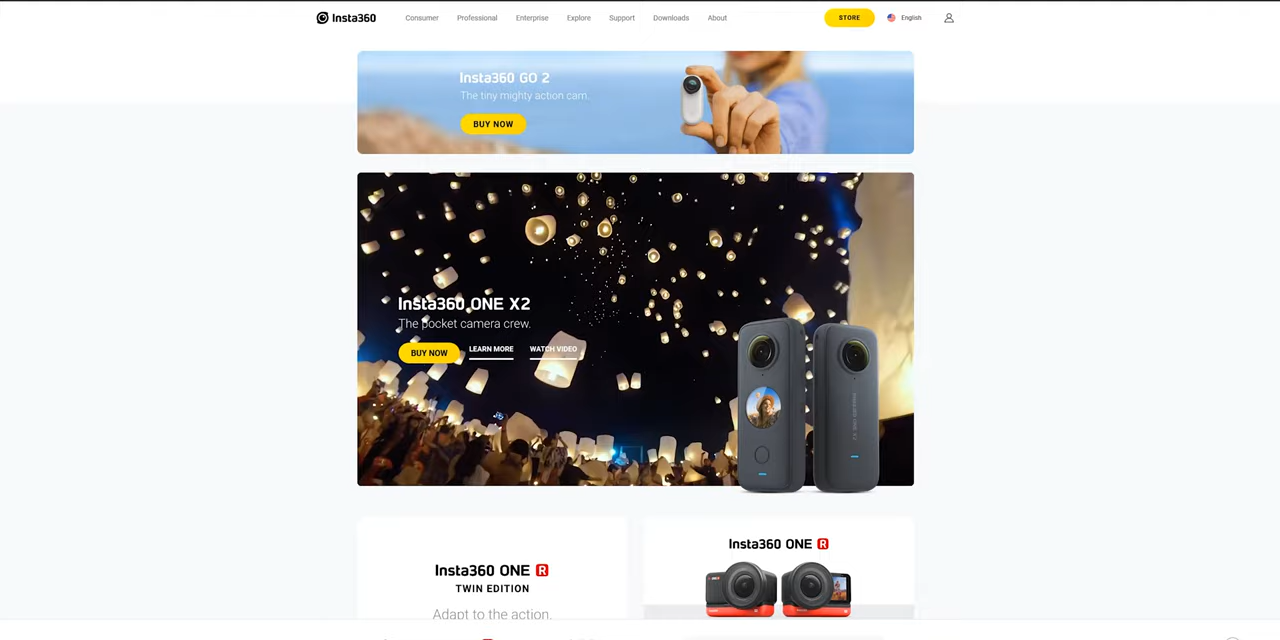 Insta360
Consumer
Professional
Enterprise
Explore
Support
Downloads
About
STORE
English
Insta360 GO 2
The tiny mighty action cam.
BUY NOW
Insta360 ONE X2
The pocket camera crew.
BUY NOW
LEARN MORE
WATCH VIDEO
Insta360 ONE R
TWIN EDITION
Adapt to the action.
Insta360 ONE R